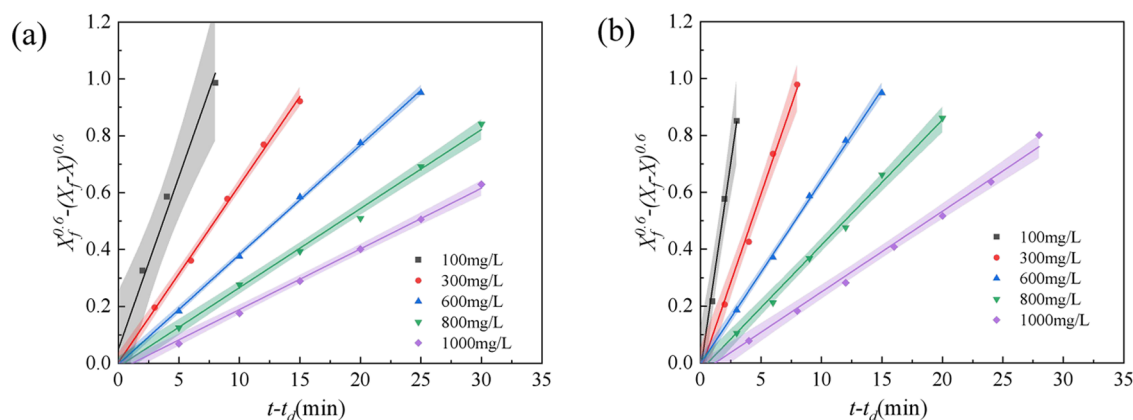 (a)
X_f^0.6-(X_f-X)^0.6
1.2
1.0
0.8
0.6
0.4
0.2
0.0
100mg/L
300mg/L
600mg/L
800mg/L
1000mg/L
0 5 10 15 20 25 30 35
t-t_d(min)
(b)
X_f^0.6-(X_f-X)^0.6
1.2
1.0
0.8
0.6
0.4
0.2
0.0
100mg/L
300mg/L
600mg/L
800mg/L
1000mg/L
0 5 10 15 20 25 30 35
t-t_d(min)